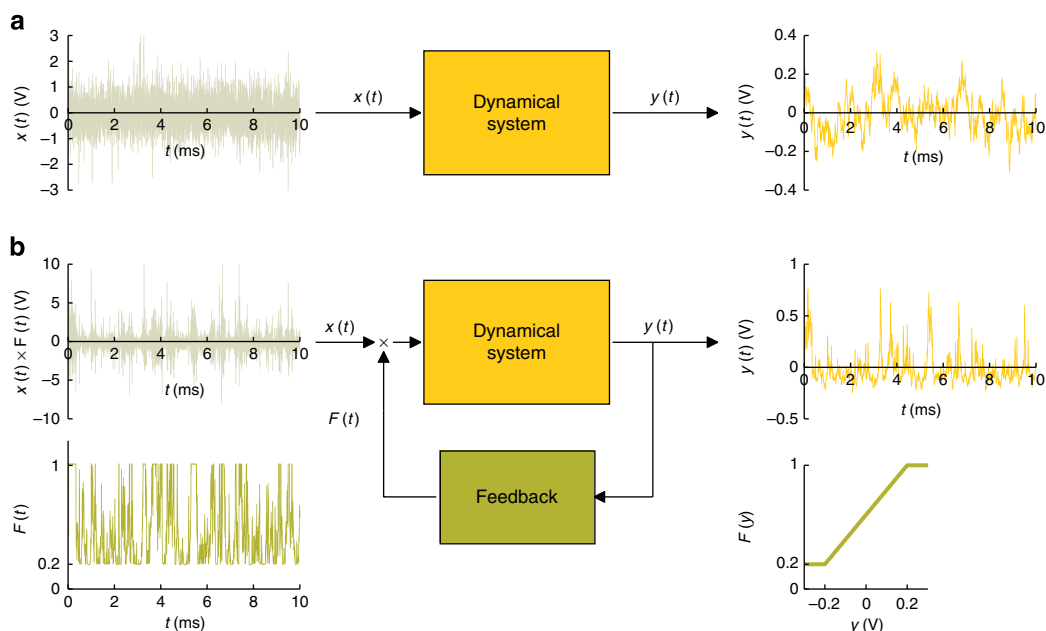 a
x (t) (V)
3
2
1
0
−1
−2
−3
0 2 4 6 8 10
t (ms)
x (t)
Dynamical
system
y (t)
y (t) (V)
0.4
0.2
0
−0.2
−0.4
0 2 4 6 8 10
t (ms)
b
x (t) × F (t) (V)
10
5
0
−5
−10
0 2 4 6 8 10
t (ms)
x (t)
×
Dynamical
system
y (t)
F (t)
Feedback
y (t) (V)
1
0.5
0
−0.5
0 2 4 6 8 10
t (ms)
F (t)
1
0.2
0
0 2 4 6 8 10
t (ms)
F (y)
1
0.2
0
−0.2 0 0.2
y (V)